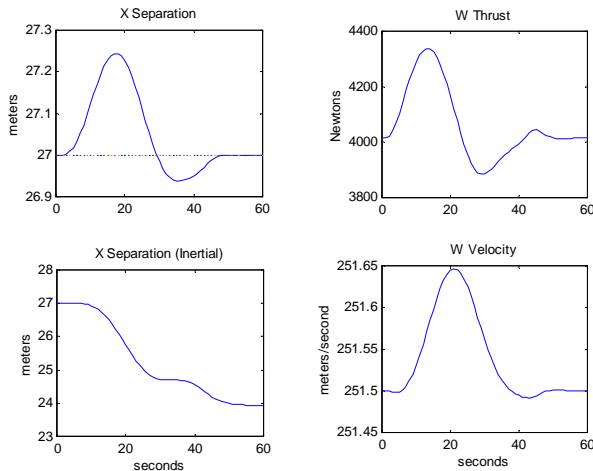 X Separation
27.3
27.2
27.1
27
26.9
meters
0 20 40 60
W Thrust
4400
4200
4000
3800
Newtons
0 20 40 60
X Separation (Inertial)
28
27
26
25
24
23
meters
0 20 40 60
seconds
W Velocity
251.65
251.6
251.55
251.5
251.45
meters/second
0 20 40 60
seconds